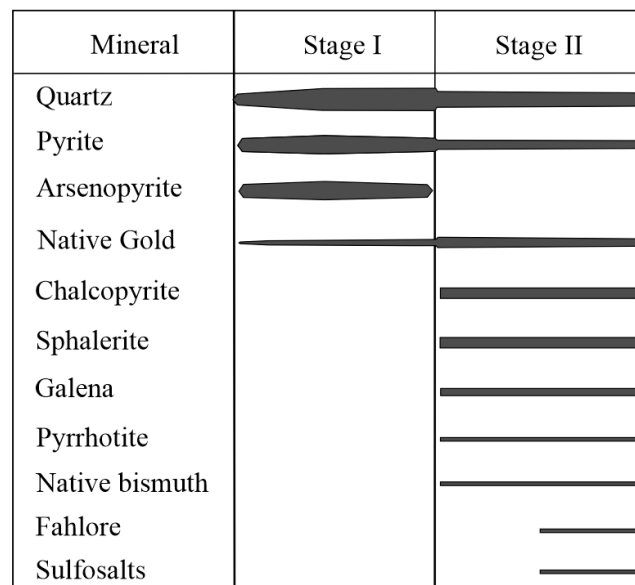 Mineral Stage I Stage II
Quartz
Pyrite
Arsenopyrite
Native Gold
Chalcopyrite
Sphalerite
Galena
Pyrrhotite
Native bismuth
Fahlore
Sulfosalts